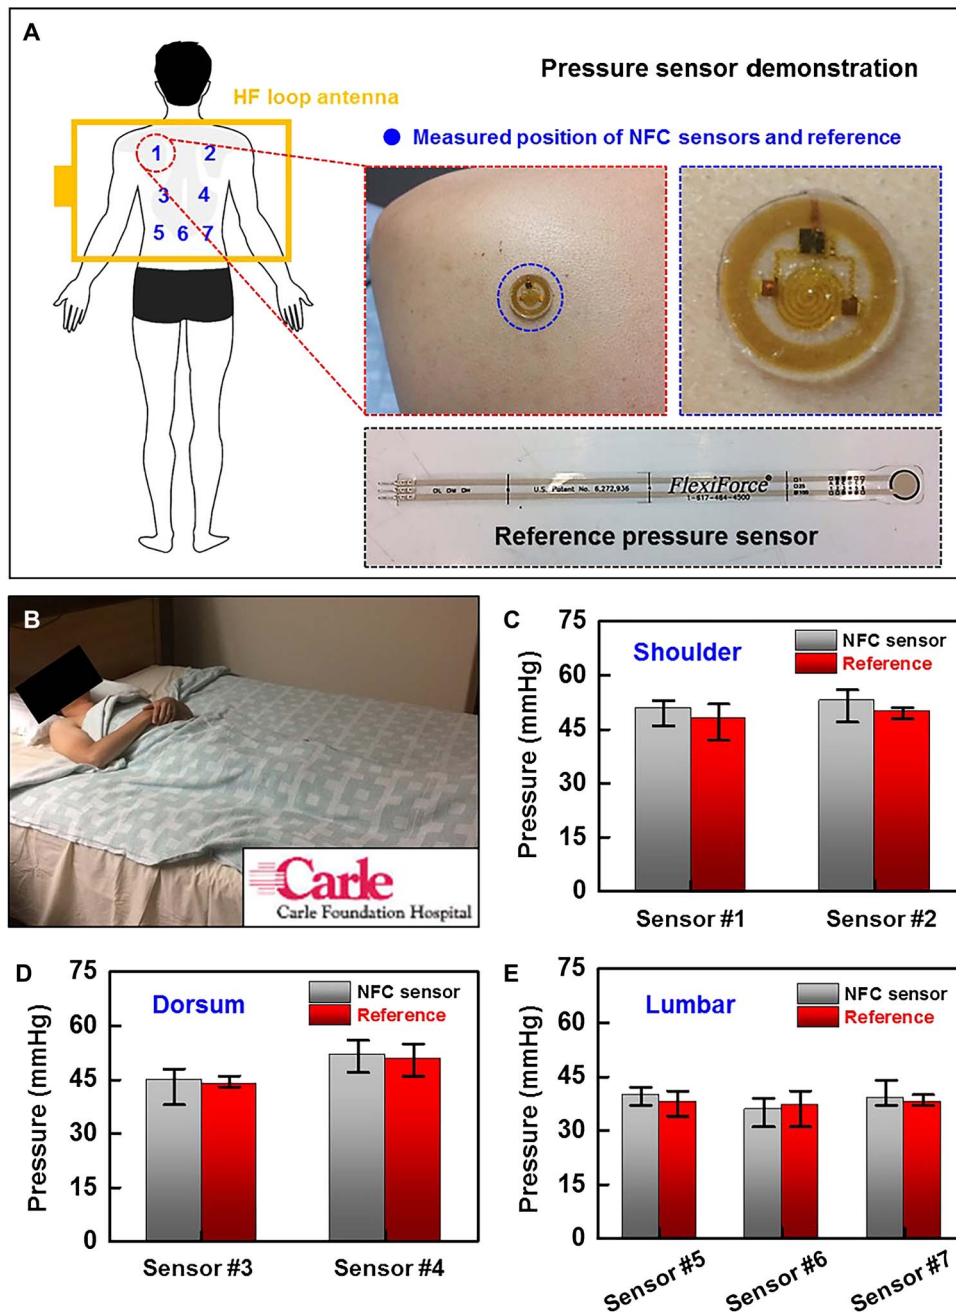 A
Pressure sensor demonstration
HF loop antenna
Measured position of NFC sensors and reference
1
2
3
4
5
6
7
U.S. Patent No. 6,272,936
FlexiForce®
1-617-464-4500
Reference pressure sensor
B
Carle
Carle Foundation Hospital
C
75
60
45
30
15
0
Pressure (mmHg)
Shoulder
NFC sensor
Reference
Sensor #1
Sensor #2
D
75
60
45
30
15
0
Pressure (mmHg)
Dorsum
NFC sensor
Reference
Sensor #3
Sensor #4
E
75
60
45
30
15
0
Pressure (mmHg)
Lumbar
NFC sensor
Reference
Sensor #5
Sensor #6
Sensor #7